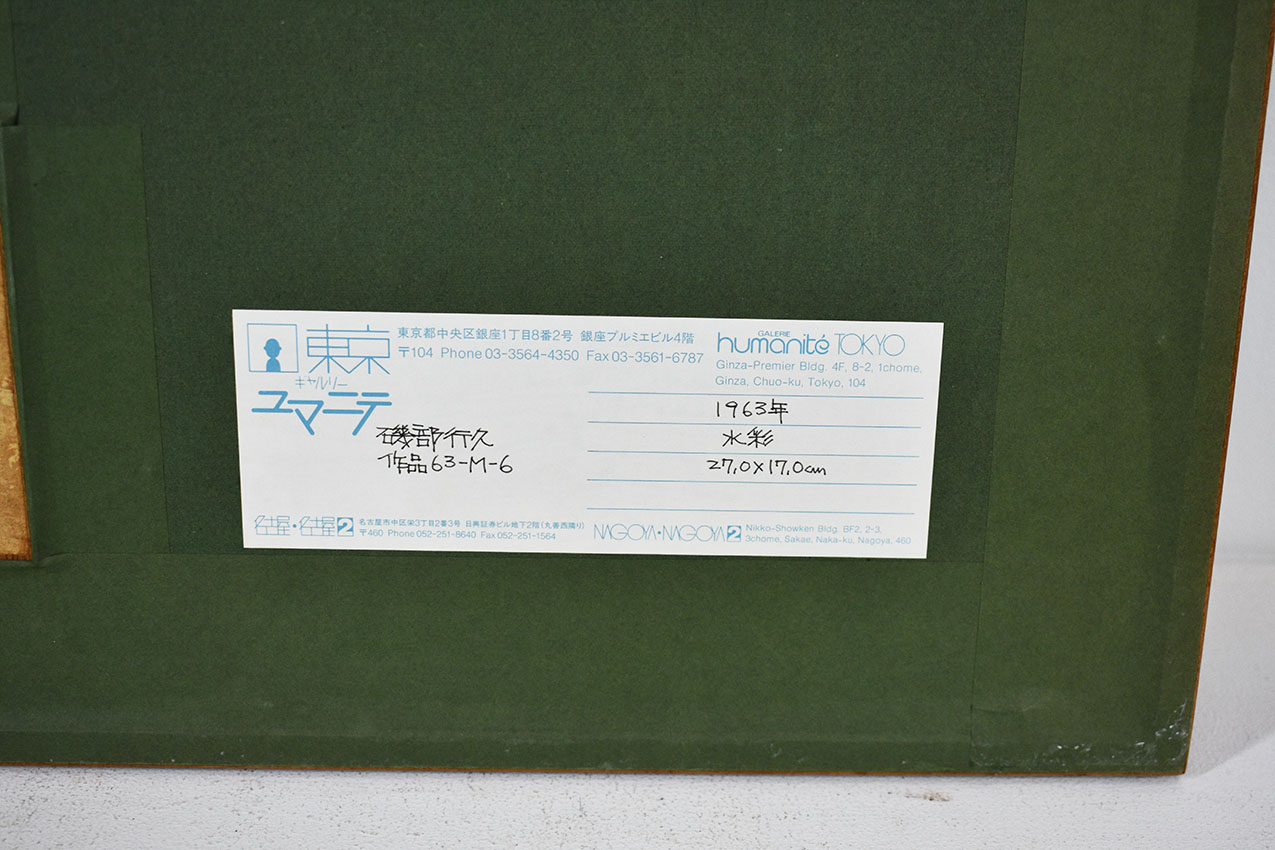 東京
ギャルリー
ユマニテ
東京都中央区銀座1丁目8番2号 銀座プルミエビル4階
〒104 Phone 03-3564-4350 Fax 03-3561-6787
GALERIE
humanité TOKYO
Ginza-Premier Bldg. 4F, 8-2, 1chome,
Ginza, Chuo-ku, Tokyo, 104
磯部行久
作品63-M-6
1963年
水彩
27.0×17.0cm
名古屋・名古屋2
名古屋市中区栄3丁目2番3号 日興証券ビル地下2階(丸善西隣り)
〒460 Phone 052-251-8640 Fax 052-251-1564
NAGOYA・NAGOYA2
Nikko-Showken Bldg. BF2, 2-3,
3chome, Sakae, Naka-ku, Nagoya, 460